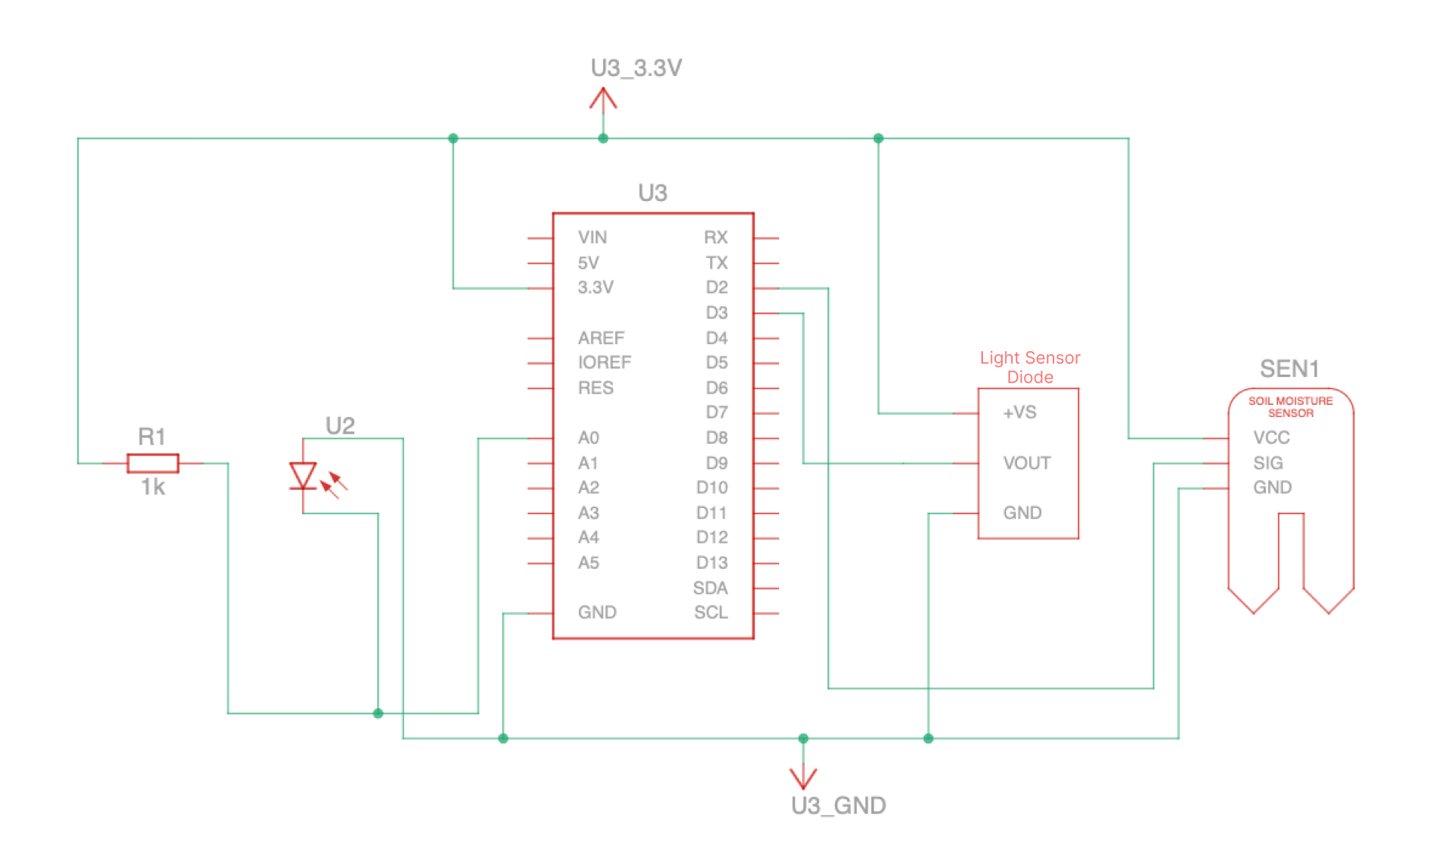 U3_3.3V
U3
VIN
5V
3.3V
AREF
IOREF
RES
A0
A1
A2
A3
A4
A5
GND
RX
TX
D2
D3
D4
D5
D6
D7
D8
D9
D10
D11
D12
D13
SDA
SCL
R1
1k
U2
Light Sensor
Diode
+VS
VOUT
GND
SEN1
SOIL MOISTURE
SENSOR
VCC
SIG
GND
U3_GND